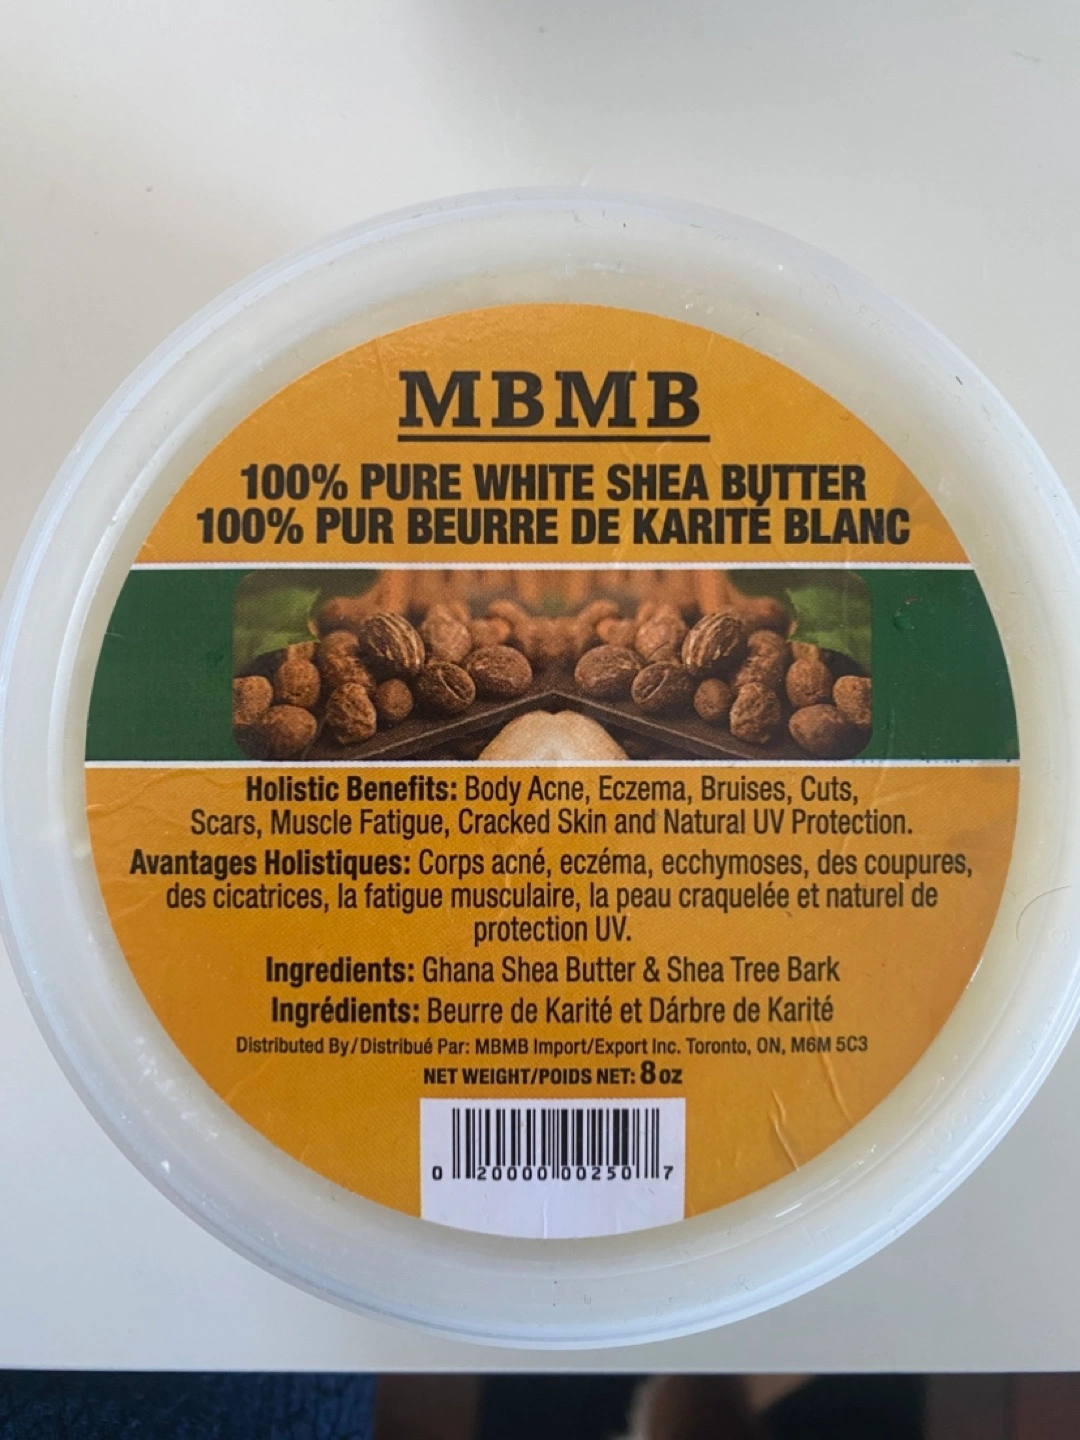 MBMB
100% PURE WHITE SHEA BUTTER
100% PUR BEURRE DE KARITÉ BLANC
Holistic Benefits: Body Acne, Eczema, Bruises, Cuts,
Scars, Muscle Fatigue, Cracked Skin and Natural UV Protection.
Avantages Holistiques: Corps acné, eczéma, ecchymoses, des coupures,
des cicatrices, la fatigue musculaire, la peau craquelée et naturel de
protection UV.
Ingredients: Ghana Shea Butter & Shea Tree Bark
Ingrédients: Beurre de Karité et Dárbre de Karité
Distributed By/Distribué Par: MBMB Import/Export Inc. Toronto, ON, M6M 5C3
NET WEIGHT/POIDS NET: 8 oz
0 20000 00250 7